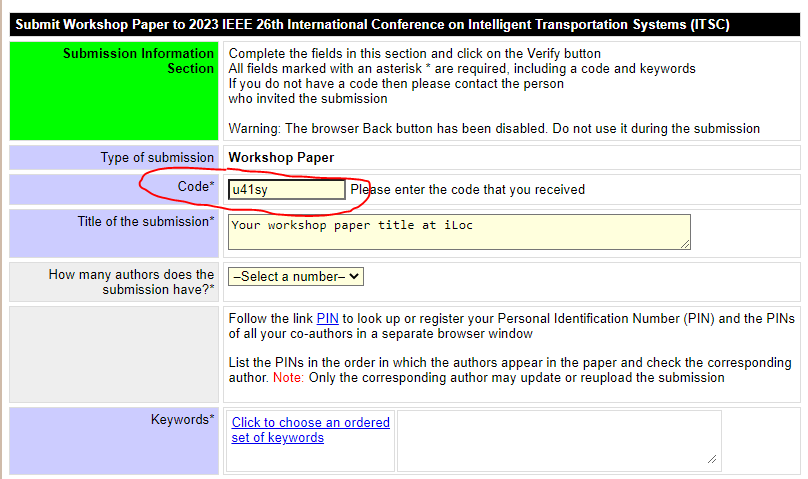 Submit Workshop Paper to 2023 IEEE 26th International Conference on Intelligent Transportation Systems (ITSC)
Submission Information
Section
Complete the fields in this section and click on the Verify button
All fields marked with an asterisk * are required, including a code and keywords
If you do not have a code then please contact the person
who invited the submission
Warning: The browser Back button has been disabled. Do not use it during the submission
Type of submission
Workshop Paper
Code*
u41sy
Please enter the code that you received
Title of the submission*
Your workshop paper title at iLoc
How many authors does the
submission have?*
–Select a number–
Follow the link PIN to look up or register your Personal Identification Number (PIN) and the PINs
of all your co-authors in a separate browser window
List the PINs in the order in which the authors appear in the paper and check the corresponding
author. Note: Only the corresponding author may update or reupload the submission
Keywords*
Click to choose an ordered
set of keywords